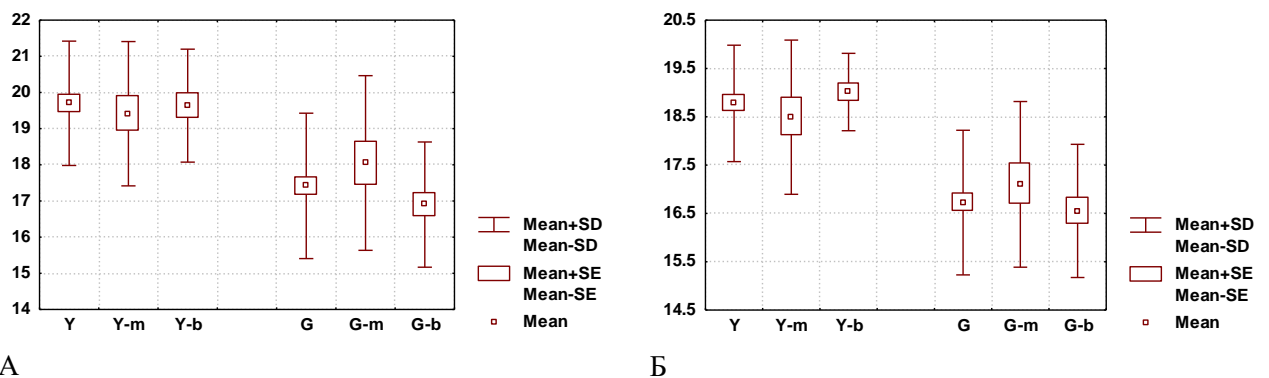 22
21
20
19
18
17
16
15
14
Y Y-m Y-b G G-m G-b
Mean+SD
Mean-SD
Mean+SE
Mean-SE
Mean
А
20.5
19.5
18.5
17.5
16.5
15.5
14.5
Y Y-m Y-b G G-m G-b
Mean+SD
Mean-SD
Mean+SE
Mean-SE
Mean
Б